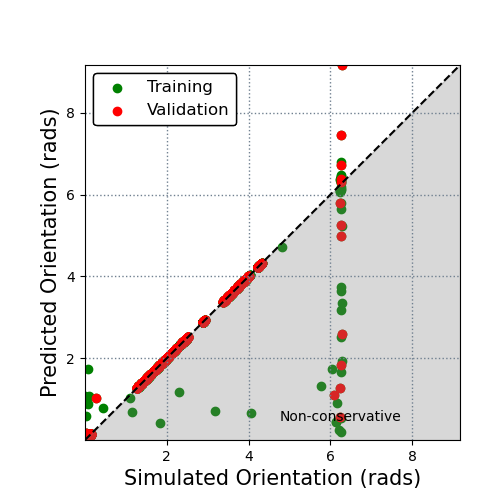 Training
Validation
8
6
4
2
Predicted Orientation (rads)
Non-conservative
2
4
6
8
Simulated Orientation (rads)